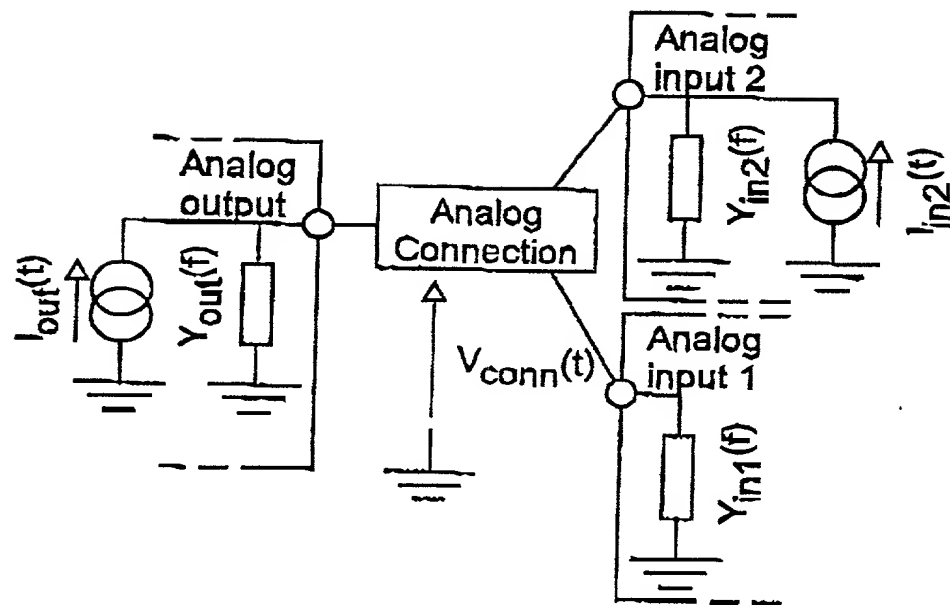 Analog
input 2
Yin2(f)
Iin2(t)
Analog
output
Iout(t)
Yout(f)
Analog
Connection
Vconn(t)
Analog
input 1
Yin1(f)